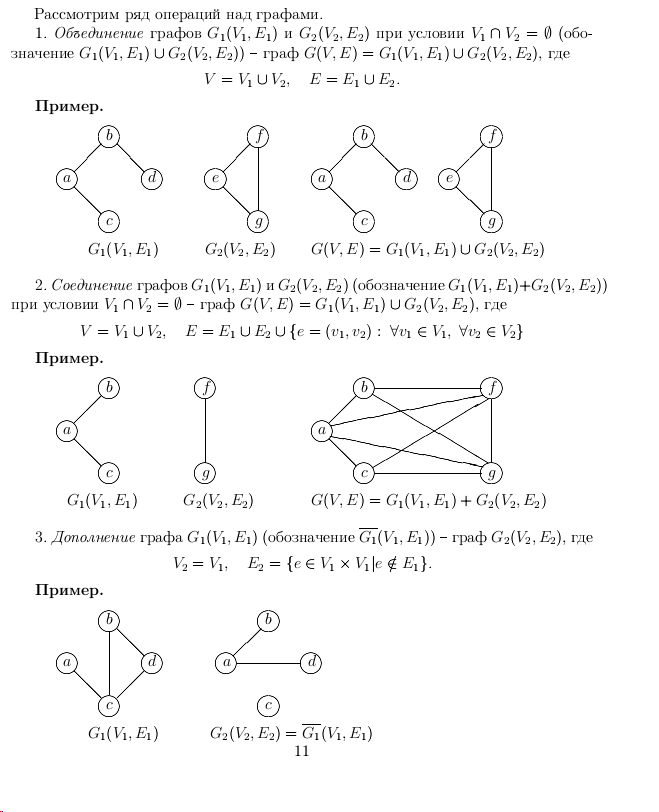 Рассмотрим ряд операций над графами.
1. Объединение графов G₁(V₁, E₁) и G₂(V₂, E₂) при условии V₁ ∩ V₂ = ∅ (обо-
значение G₁(V₁, E₁) ∪ G₂(V₂, E₂)) – граф G(V, E) = G₁(V₁, E₁) ∪ G₂(V₂, E₂), где
V = V₁ ∪ V₂, E = E₁ ∪ E₂.
Пример.
b f b f
a d e a d e
c g c g
G₁(V₁, E₁) G₂(V₂, E₂) G(V, E) = G₁(V₁, E₁) ∪ G₂(V₂, E₂)
2. Соединение графов G₁(V₁, E₁) и G₂(V₂, E₂) (обозначение G₁(V₁, E₁)+G₂(V₂, E₂))
при условии V₁ ∩ V₂ = ∅ – граф G(V, E) = G₁(V₁, E₁) ∪ G₂(V₂, E₂), где
V = V₁ ∪ V₂, E = E₁ ∪ E₂ ∪ {e = (v₁, v₂) : ∀v₁ ∈ V₁, ∀v₂ ∈ V₂}
Пример.
b f b f
a a
c g c g
G₁(V₁, E₁) G₂(V₂, E₂) G(V, E) = G₁(V₁, E₁) + G₂(V₂, E₂)
3. Дополнение графа G₁(V₁, E₁) (обозначение G̅₁(V₁, E₁)) – граф G₂(V₂, E₂), где
V₂ = V₁, E₂ = {e ∈ V₁ × V₁|e ∉ E₁}.
Пример.
b b
a d a d
c c
G₁(V₁, E₁) G₂(V₂, E₂) = G̅₁(V₁, E₁)
11